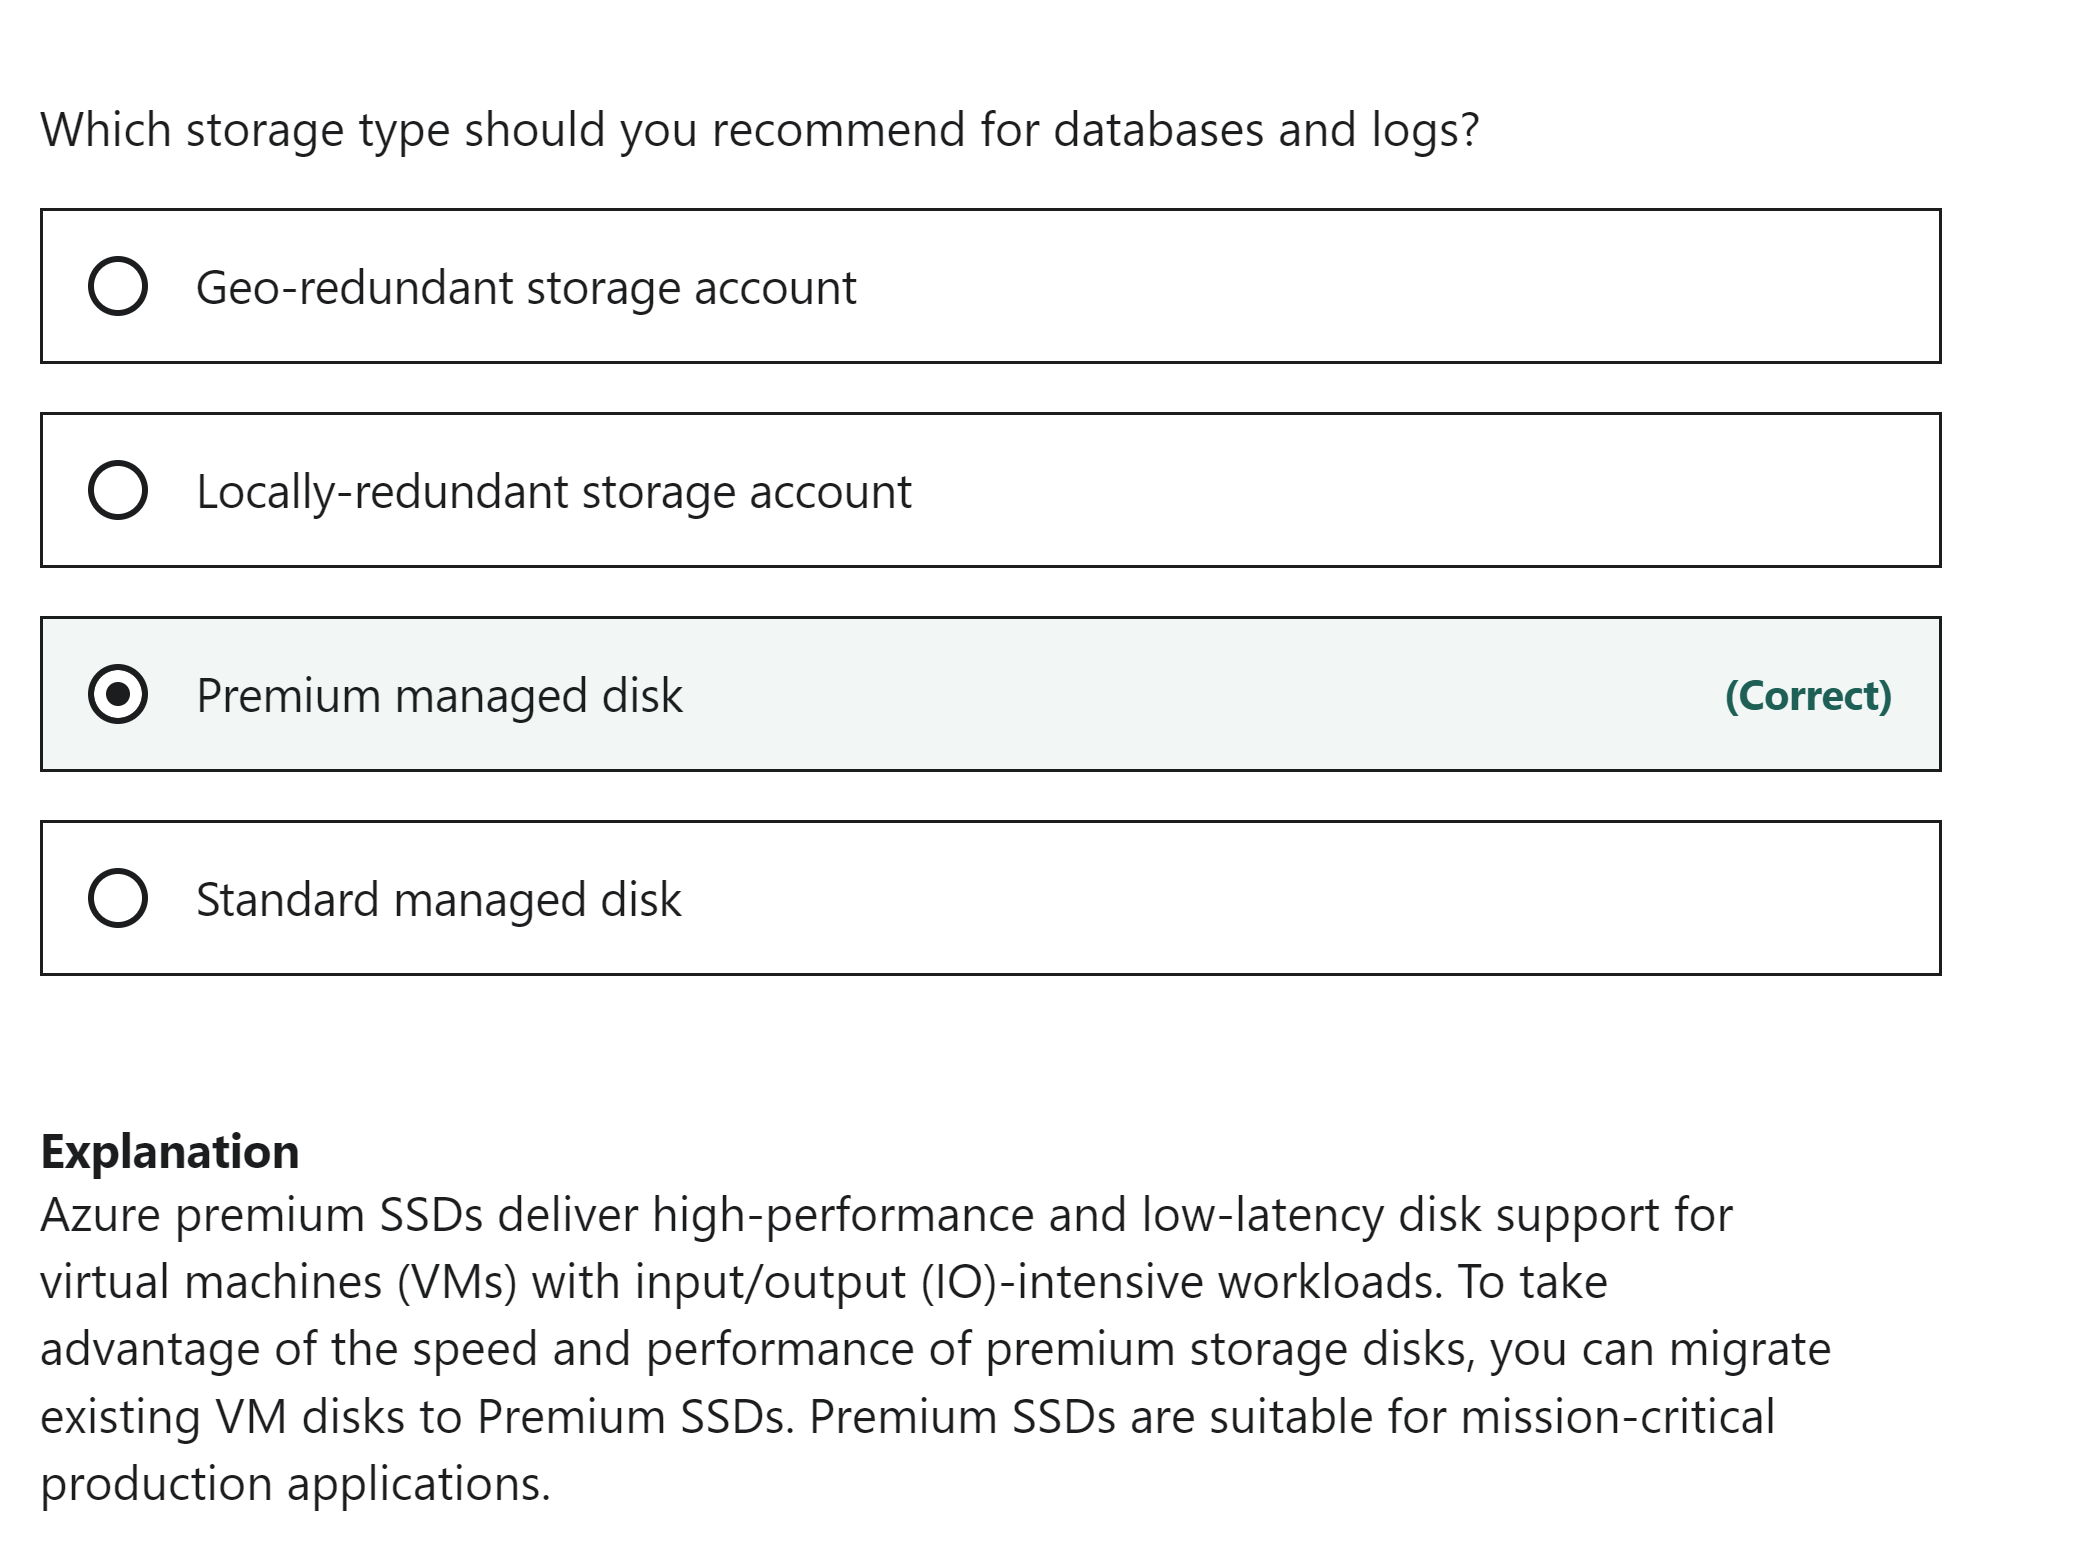 Which storage type should you recommend for databases and logs?
Geo-redundant storage account
Locally-redundant storage account
Premium managed disk
(Correct)
Standard managed disk
Explanation
Azure premium SSDs deliver high-performance and low-latency disk support for
virtual machines (VMs) with input/output (IO)-intensive workloads. To take
advantage of the speed and performance of premium storage disks, you can migrate
existing VM disks to Premium SSDs. Premium SSDs are suitable for mission-critical
production applications.